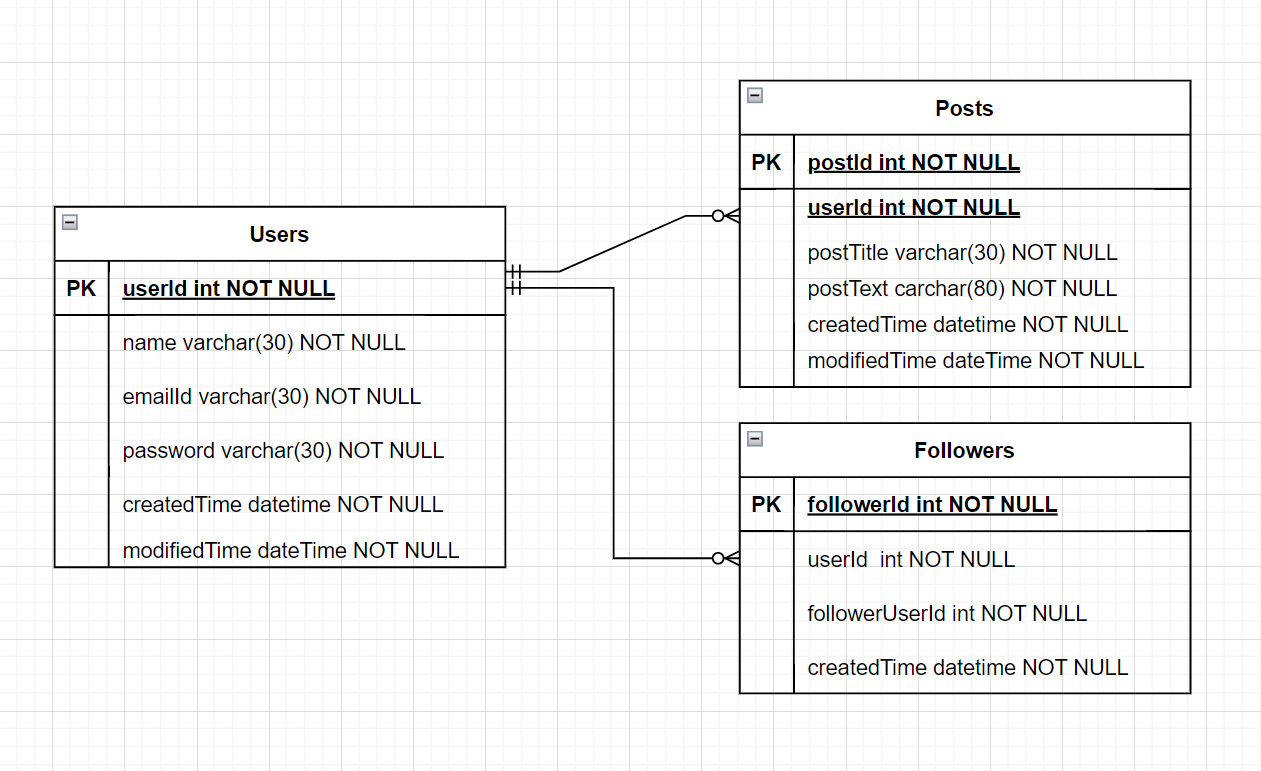 Users
PK userId int NOT NULL
name varchar(30) NOT NULL
emailId varchar(30) NOT NULL
password varchar(30) NOT NULL
createdTime datetime NOT NULL
modifiedTime dateTime NOT NULL
Posts
PK postId int NOT NULL
userId int NOT NULL
postTitle varchar(30) NOT NULL
postText carchar(80) NOT NULL
createdTime datetime NOT NULL
modifiedTime dateTime NOT NULL
Followers
PK followerId int NOT NULL
userId  int NOT NULL
followerUserId int NOT NULL
createdTime datetime NOT NULL